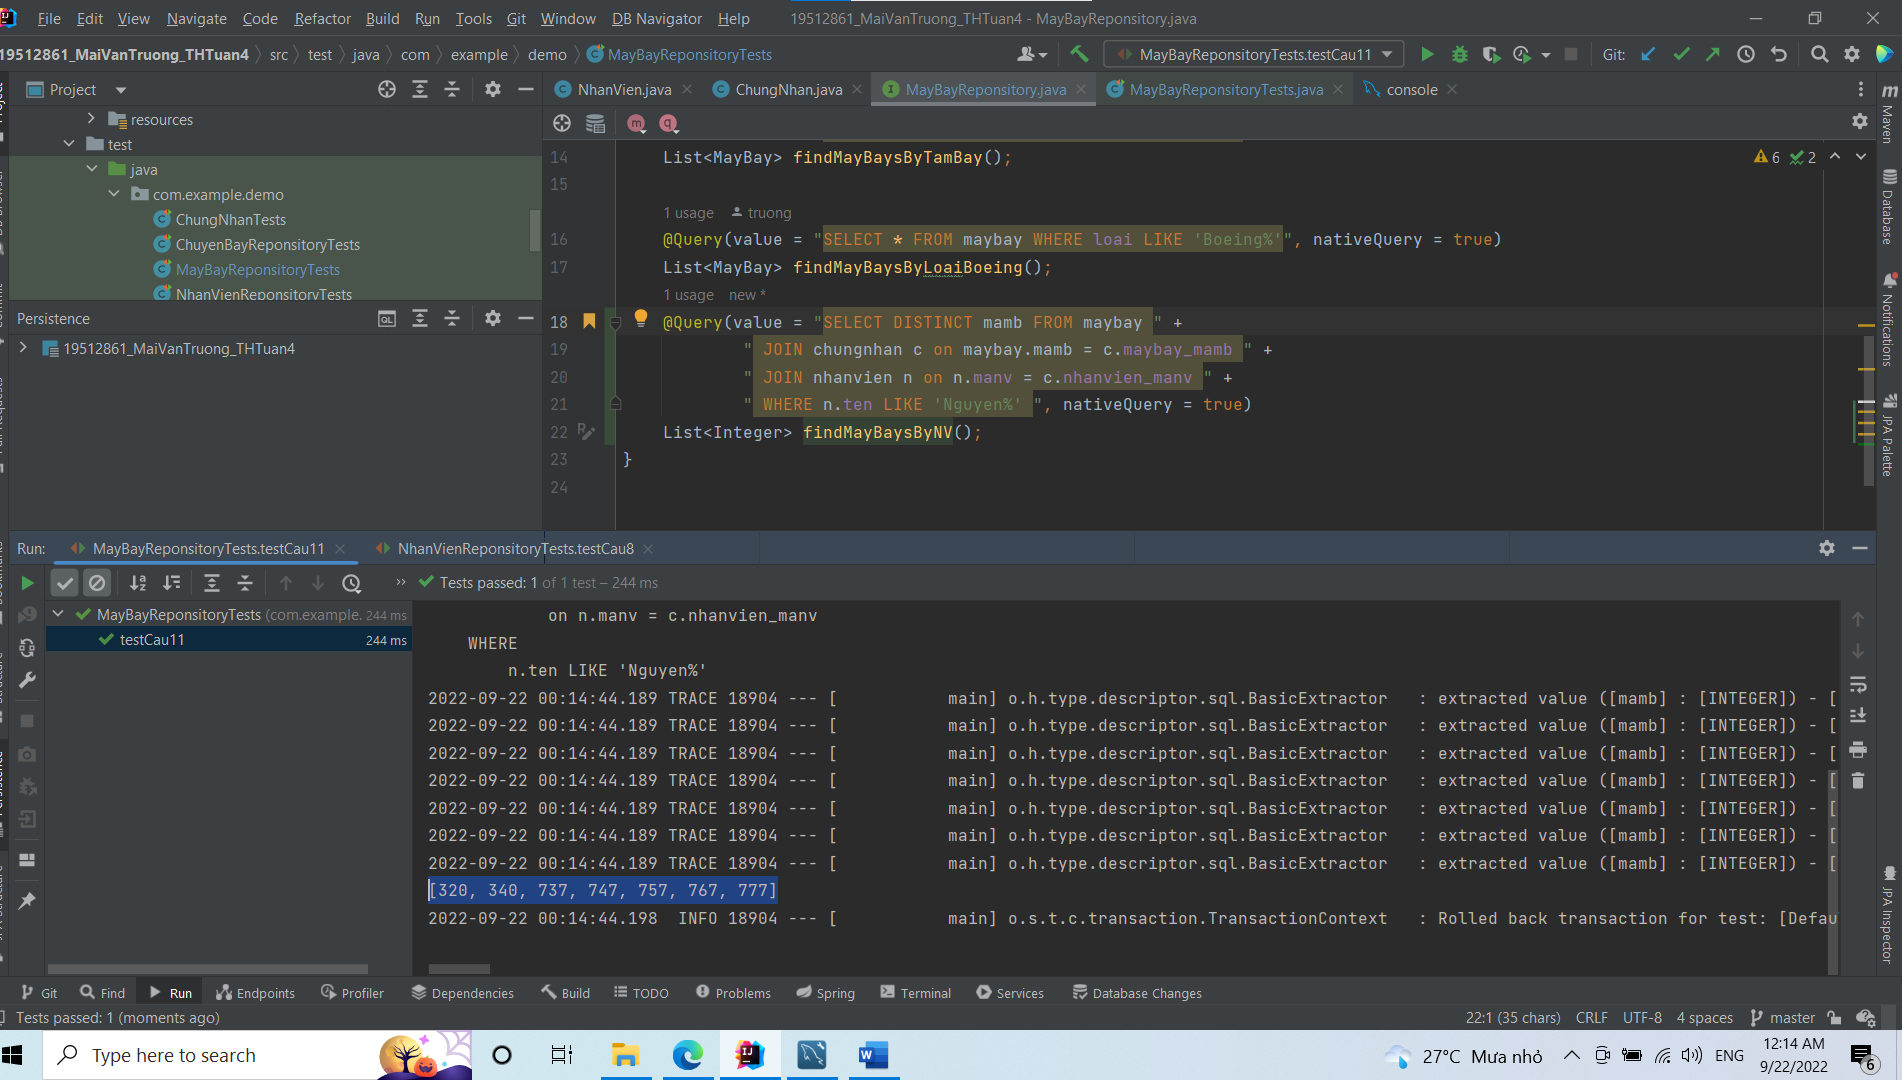 File Edit View Navigate Code Refactor Build Run Tools Git Window DB Navigator Help 19512861_MaiVanTruong_THTuan4 - MayBayReponsitory.java
19512861_MaiVanTruong_THTuan4 src test java com example demo MayBayReponsitoryTests MayBayReponsitoryTests.testCau11 Git:
Project NhanVien.java ChungNhan.java MayBayReponsitory.java MayBayReponsitoryTests.java console
resources
test
java
com.example.demo
ChungNhanTests
ChuyenBayReponsitoryTests
MayBayReponsitoryTests
NhanVienReponsitoryTests
Persistence
19512861_MaiVanTruong_THTuan4
14 List<MayBay> findMayBaysByTamBay(); 6 2
15
1 usage truong
16 @Query(value = "SELECT * FROM maybay WHERE loai LIKE 'Boeing%'", nativeQuery = true)
17 List<MayBay> findMayBaysByLoaiBoeing();
1 usage new *
18 @Query(value = "SELECT DISTINCT mamb FROM maybay " +
19 " JOIN chungnhan c on maybay.mamb = c.maybay_mamb " +
20 " JOIN nhanvien n on n.manv = c.nhanvien_manv " +
21 " WHERE n.ten LIKE 'Nguyen%' ", nativeQuery = true)
22 List<Integer> findMayBaysByNV();
23 }
24
Maven
Database
Notifications
JPA Palette
JPA Inspector
Run: MayBayReponsitoryTests.testCau11 NhanVienReponsitoryTests.testCau8
Tests passed: 1 of 1 test – 244 ms
MayBayReponsitoryTests (com.example. 244 ms
testCau11 244 ms
on n.manv = c.nhanvien_manv
WHERE
n.ten LIKE 'Nguyen%'
2022-09-22 00:14:44.189 TRACE 18904 --- [ main] o.h.type.descriptor.sql.BasicExtractor : extracted value ([mamb] : [INTEGER]) - [
2022-09-22 00:14:44.189 TRACE 18904 --- [ main] o.h.type.descriptor.sql.BasicExtractor : extracted value ([mamb] : [INTEGER]) - [
2022-09-22 00:14:44.189 TRACE 18904 --- [ main] o.h.type.descriptor.sql.BasicExtractor : extracted value ([mamb] : [INTEGER]) - [
2022-09-22 00:14:44.189 TRACE 18904 --- [ main] o.h.type.descriptor.sql.BasicExtractor : extracted value ([mamb] : [INTEGER]) - [
2022-09-22 00:14:44.189 TRACE 18904 --- [ main] o.h.type.descriptor.sql.BasicExtractor : extracted value ([mamb] : [INTEGER]) - [
2022-09-22 00:14:44.189 TRACE 18904 --- [ main] o.h.type.descriptor.sql.BasicExtractor : extracted value ([mamb] : [INTEGER]) - [
2022-09-22 00:14:44.189 TRACE 18904 --- [ main] o.h.type.descriptor.sql.BasicExtractor : extracted value ([mamb] : [INTEGER]) - [
[320, 340, 737, 747, 757, 767, 777]
2022-09-22 00:14:44.198 INFO 18904 --- [ main] o.s.t.c.transaction.TransactionContext : Rolled back transaction for test: [Defau
Git Find Run Endpoints Profiler Dependencies Build TODO Problems Spring Terminal Services Database Changes
Tests passed: 1 (moments ago) 22:1 (35 chars) CRLF UTF-8 4 spaces master
Type here to search 27°C Mưa nhỏ ENG 12:14 AM
9/22/2022 6